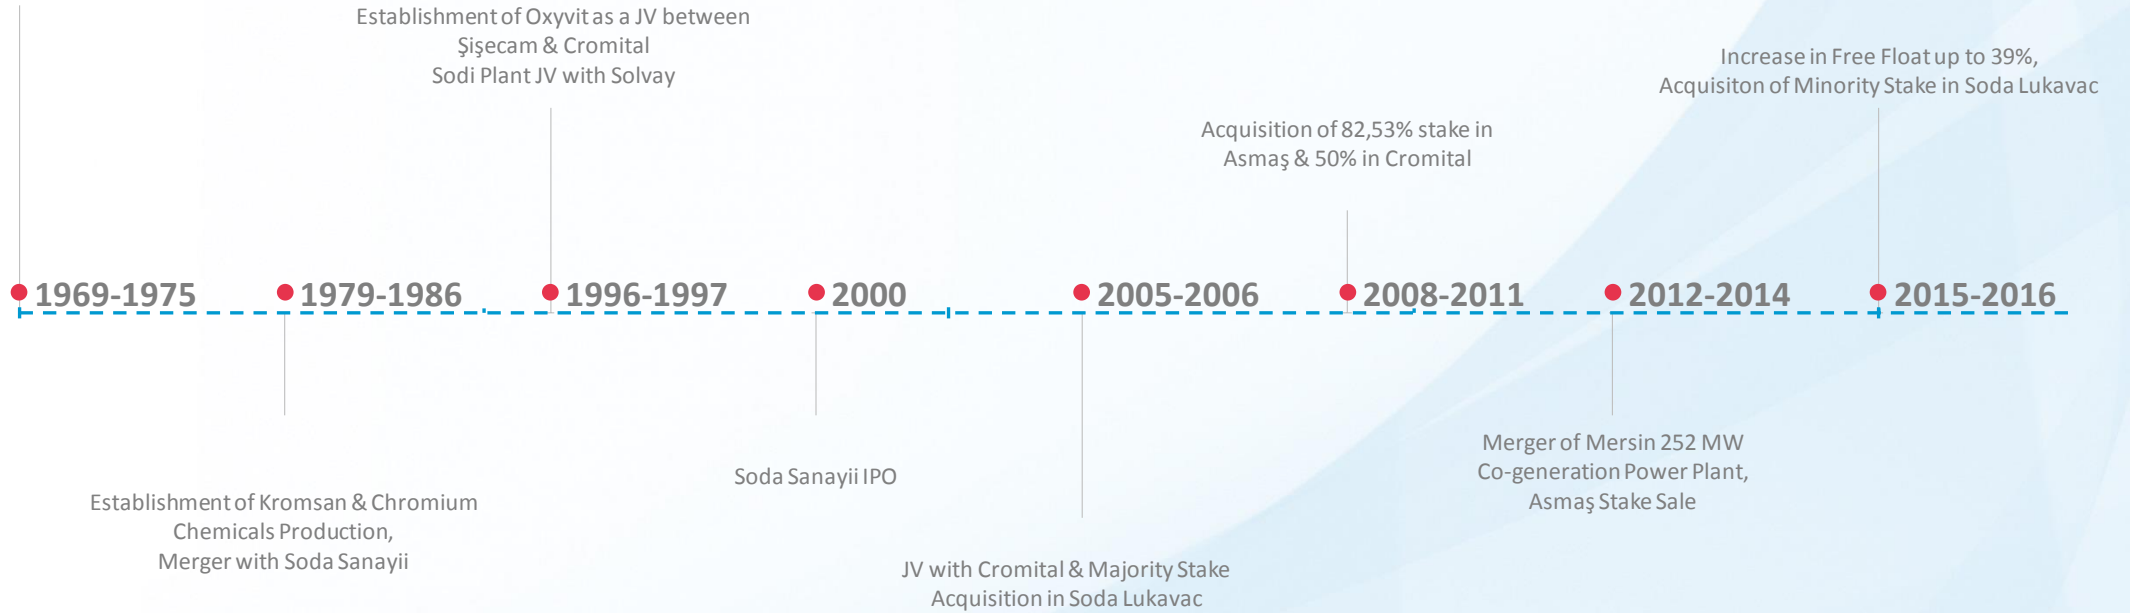 Establishment of Oxyvit as a JV between
Şişecam & Cromital
Sodi Plant JV with Solvay
Increase in Free Float up to 39%,
Acquisiton of Minority Stake in Soda Lukavac
Acquisition of 82,53% stake in
Asmaş & 50% in Cromital
1969-1975
1979-1986
1996-1997
2000
2005-2006
2008-2011
2012-2014
2015-2016
Establishment of Kromsan & Chromium
Chemicals Production,
Merger with Soda Sanayii
Soda Sanayii IPO
JV with Cromital & Majority Stake
Acquisition in Soda Lukavac
Merger of Mersin 252 MW
Co-generation Power Plant,
Asmaş Stake Sale